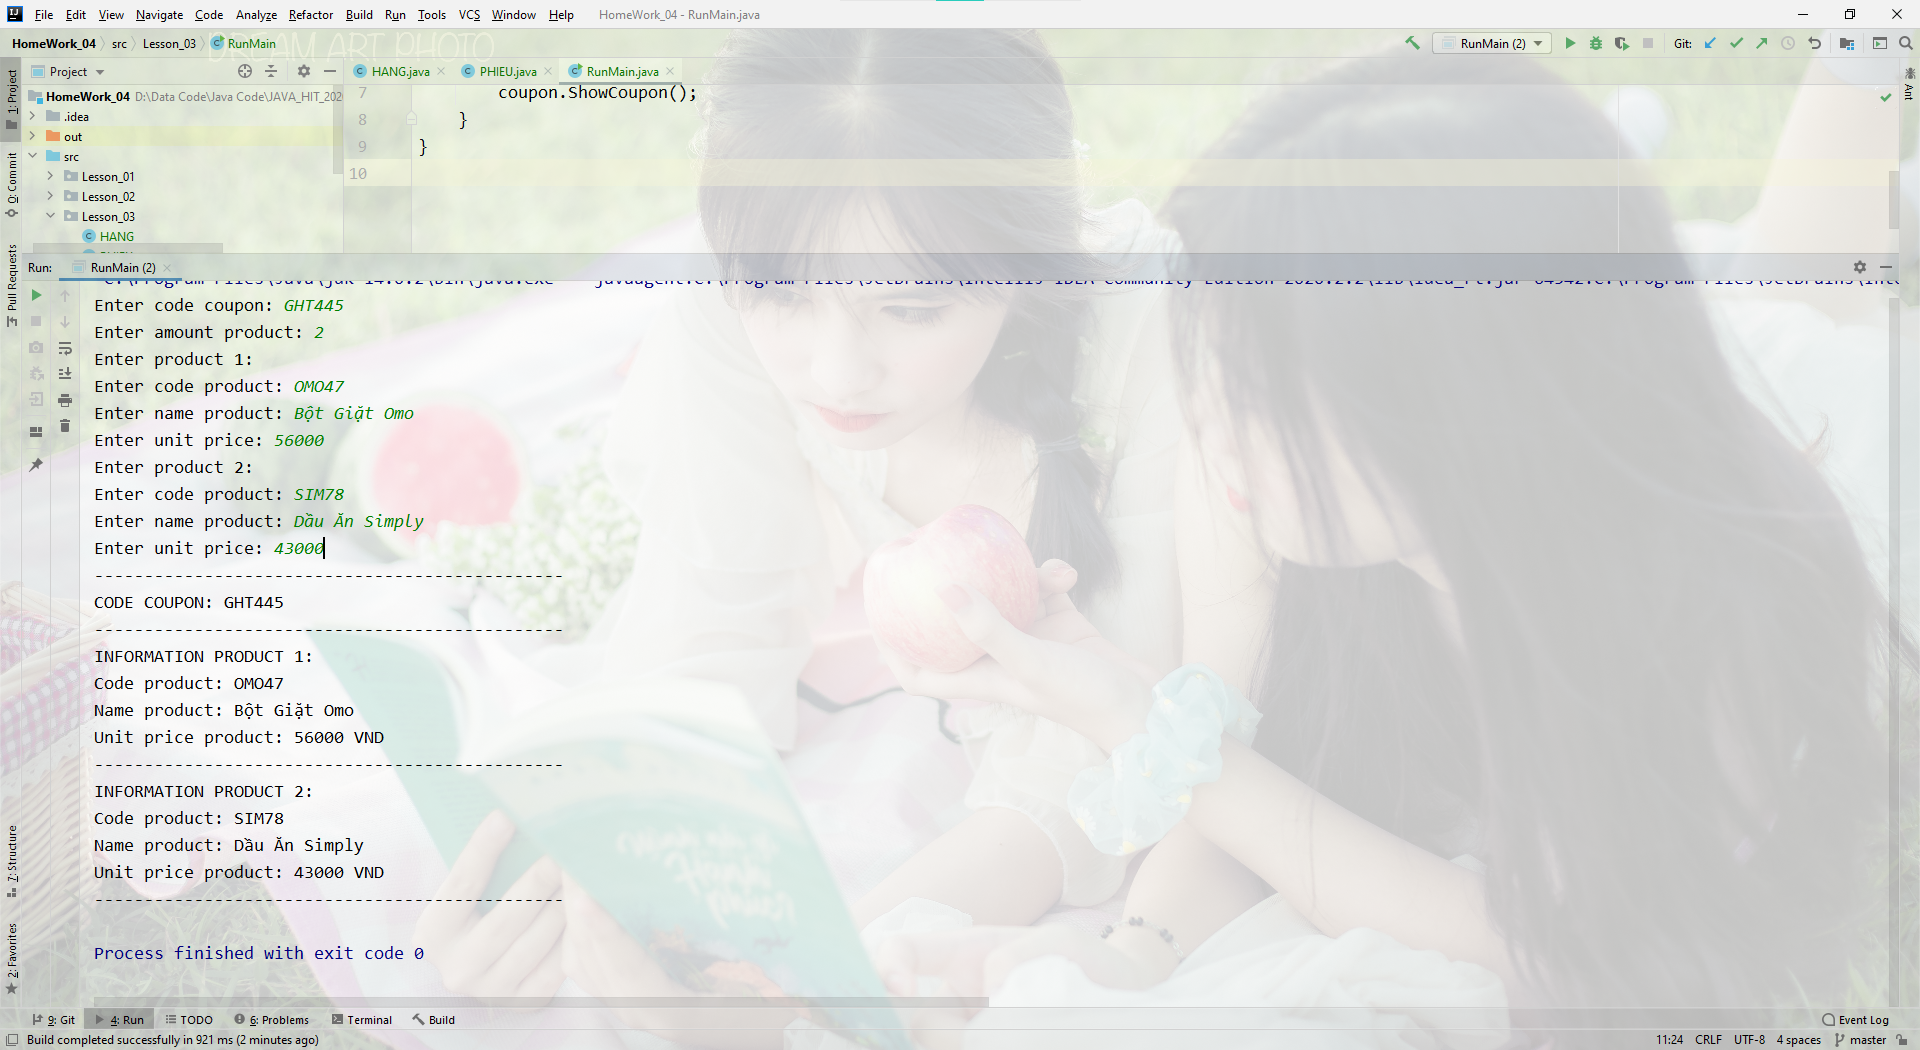 File Edit View Navigate Code Analyze Refactor Build Run Tools VCS Window Help HomeWork_04 - RunMain.java
HomeWork_04 src Lesson_03 RunMain
DREAM ART PHOTO
RunMain (2) Git:
Project
HANG.java PHIEU.java RunMain.java
HomeWork_04 D:\Data Code\Java Code\JAVA_HIT_202
.idea
out
src
Lesson_01
Lesson_02
Lesson_03
HANG
7 coupon.ShowCoupon();
8 }
9 }
10
1: Project
0: Commit
Pull Requests
7: Structure
2: Favorites
Ant
Run: RunMain (2)
Enter code coupon: GHT445
Enter amount product: 2
Enter product 1:
Enter code product: OMO47
Enter name product: Bột Giặt Omo
Enter unit price: 56000
Enter product 2:
Enter code product: SIM78
Enter name product: Dầu Ăn Simply
Enter unit price: 43000
-----------------------------------------------
CODE COUPON: GHT445
-----------------------------------------------
INFORMATION PRODUCT 1:
Code product: OMO47
Name product: Bột Giặt Omo
Unit price product: 56000 VND
-----------------------------------------------
INFORMATION PRODUCT 2:
Code product: SIM78
Name product: Dầu Ăn Simply
Unit price product: 43000 VND
-----------------------------------------------
Process finished with exit code 0
9: Git 4: Run TODO 6: Problems Terminal Build Event Log
Build completed successfully in 921 ms (2 minutes ago) 11:24 CRLF UTF-8 4 spaces master